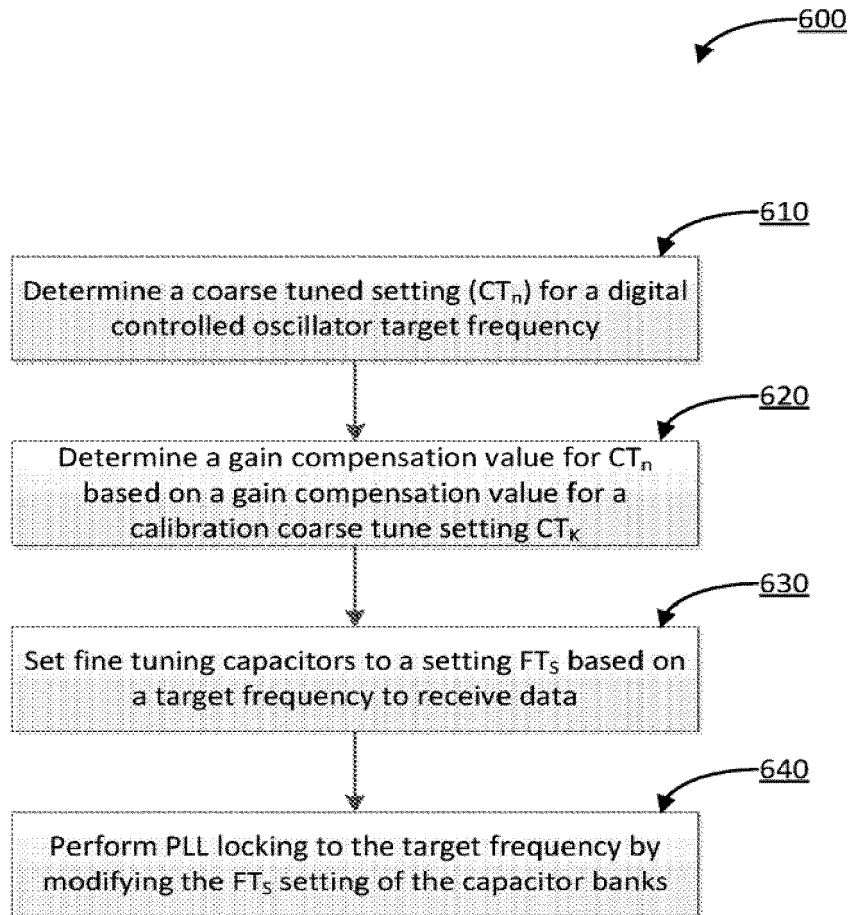 600
610
Determine a coarse tuned setting (CTₙ) for a digital
controlled oscillator target frequency
620
Determine a gain compensation value for CTₙ
based on a gain compensation value for a
calibration coarse tune setting CT_K
630
Set fine tuning capacitors to a setting FT_S based on
a target frequency to receive data
640
Perform PLL locking to the target frequency by
modifying the FT_S setting of the capacitor banks